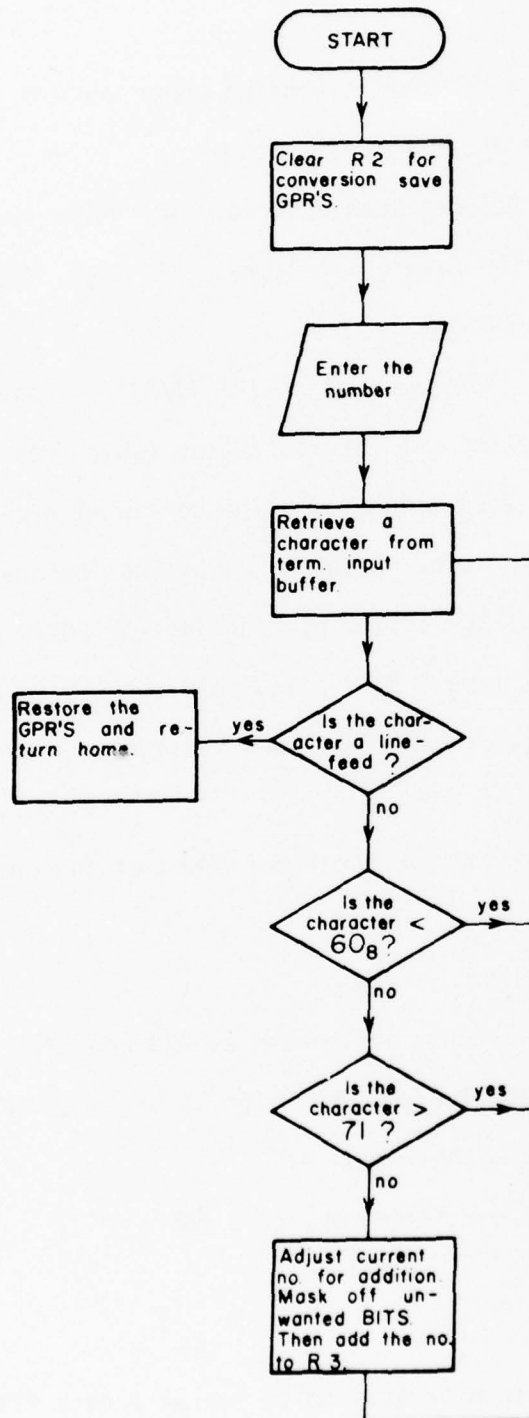 START
Clear R2 for
conversion save
GPR'S.
Enter the
number
Retrieve a
character from
term. input
buffer.
Restore the
GPR'S and re-
turn home.
yes
Is the char-
acter a line-
feed ?
no
Is the
character <
60₈?
yes
no
Is the
character >
71 ?
yes
no
Adjust current
no. for addition.
Mask off un-
wanted BITS.
Then add the no.
to R3.